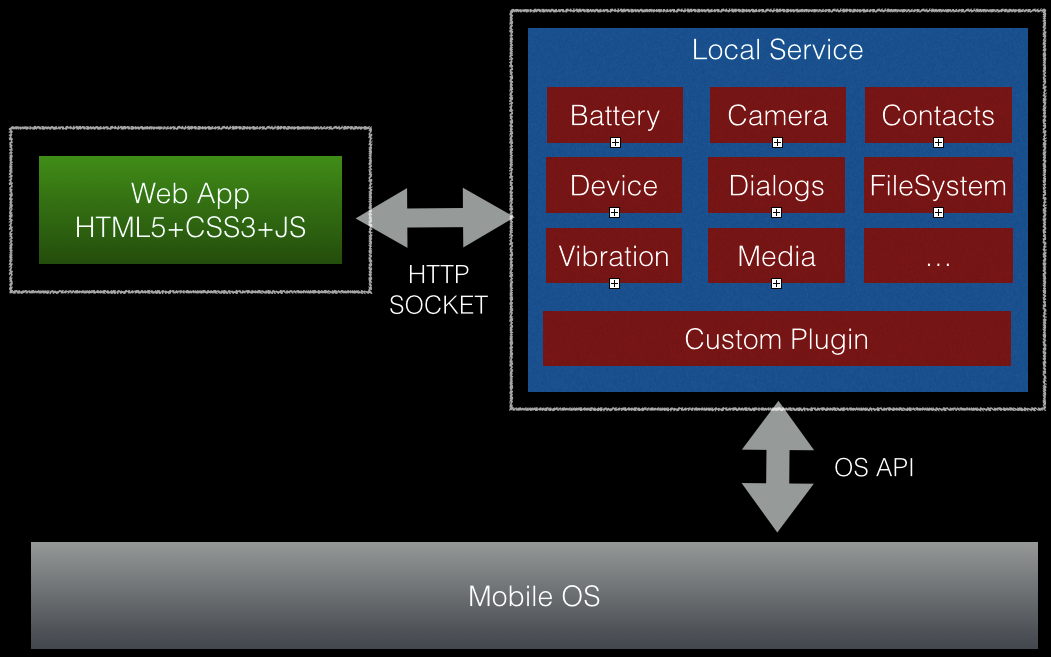 Local Service
Battery
Camera
Contacts
Device
Dialogs
FileSystem
Vibration
Media
...
Custom Plugin
Web App
HTML5+CSS3+JS
HTTP
SOCKET
OS API
Mobile OS